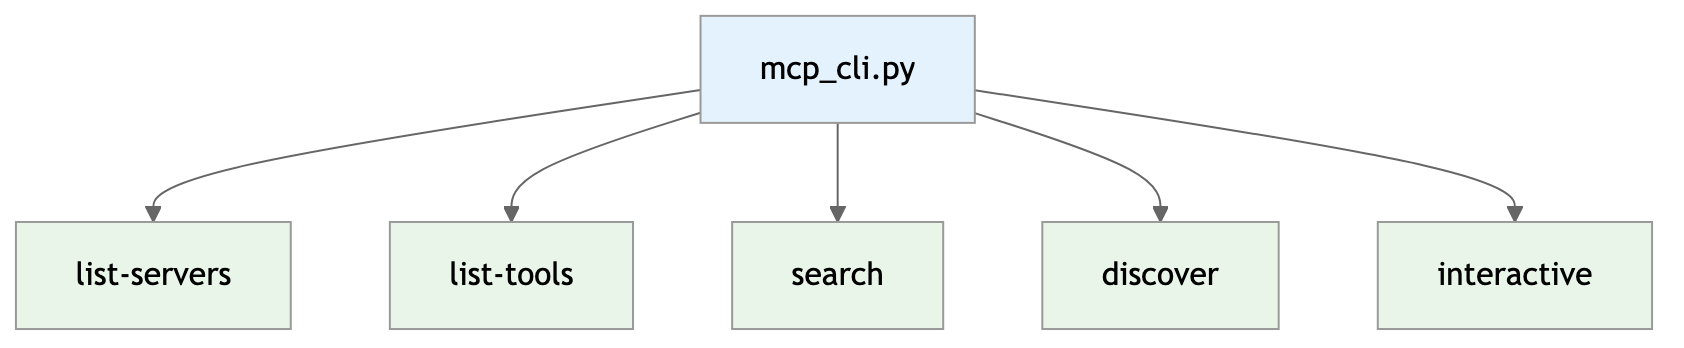 mcp_cli.py
list-servers
list-tools
search
discover
interactive